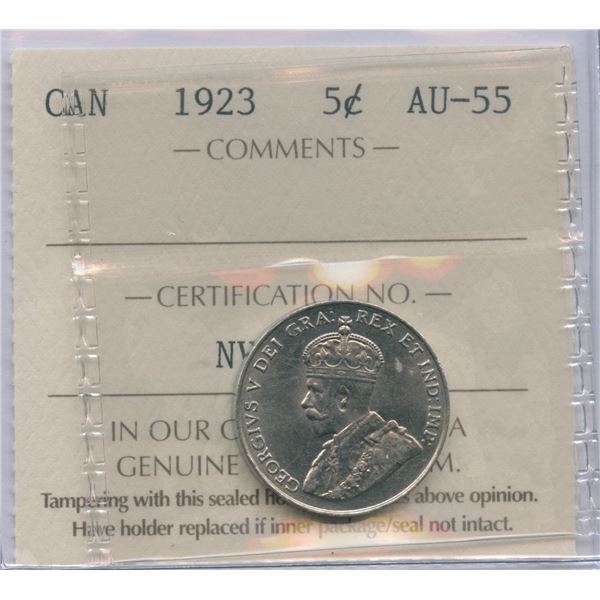 CAN 1923 5¢ AU-55
— COMMENTS —
— CERTIFICATION NO. —
GEORGIVS V DEI GRA: REX ET IND: IMP:
IN OUR
GENUINE
Tampering with this sealed above opinion.
Have holder replaced if inner package/seal not intact.